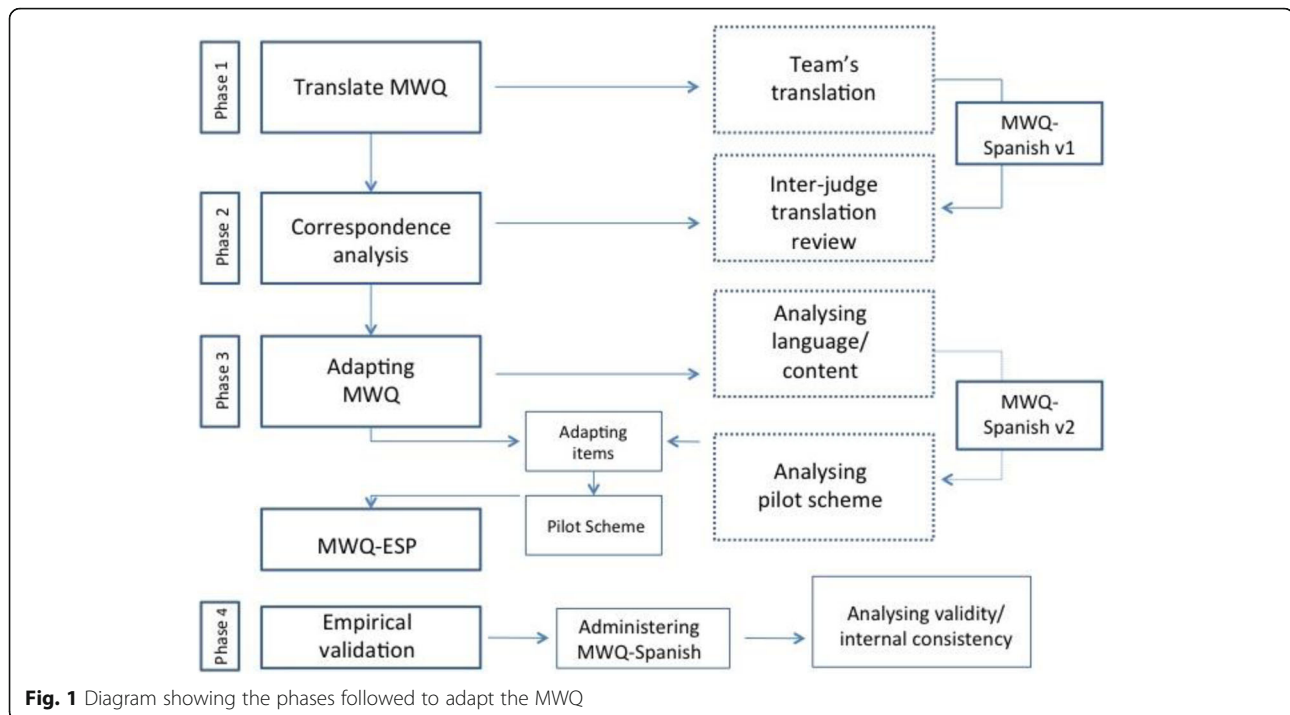 Phase 1
Translate MWQ
Team's
translation
MWQ-
Spanish v1
Phase 2
Correspondence
analysis
Inter-judge
translation
review
Phase 3
Adapting
MWQ
Analysing
language/
content
MWQ-
Spanish v2
Adapting
items
Analysing
pilot scheme
Pilot Scheme
MWQ-ESP
Phase 4
Empirical
validation
Administering
MWQ-Spanish
Analysing validity/
internal consistency
Fig. 1 Diagram showing the phases followed to adapt the MWQ